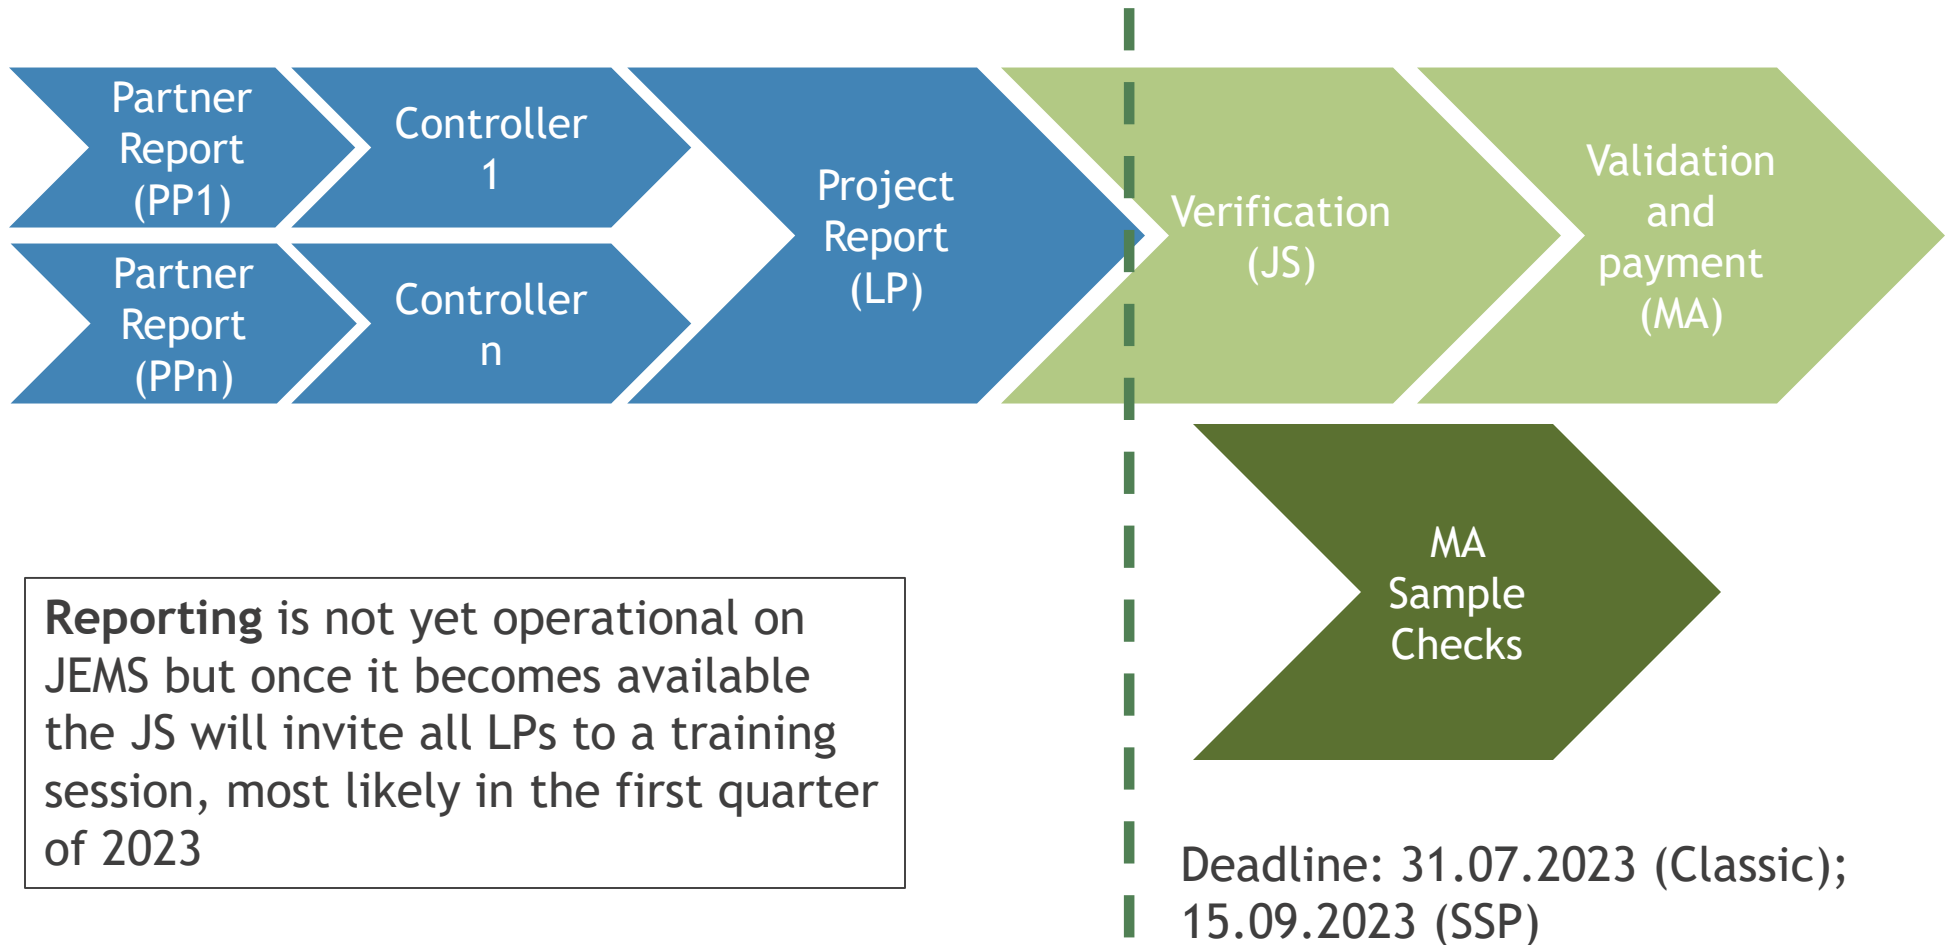 Partner
Report
(PP1)
Controller
1
Partner
Report
(PPn)
Controller
n
Project
Report
(LP)
Verification
(JS)
Validation
and
payment
(MA)
MA
Sample
Checks
Reporting is not yet operational on
JEMS but once it becomes available
the JS will invite all LPs to a training
session, most likely in the first quarter
of 2023
Deadline: 31.07.2023 (Classic);
15.09.2023 (SSP)